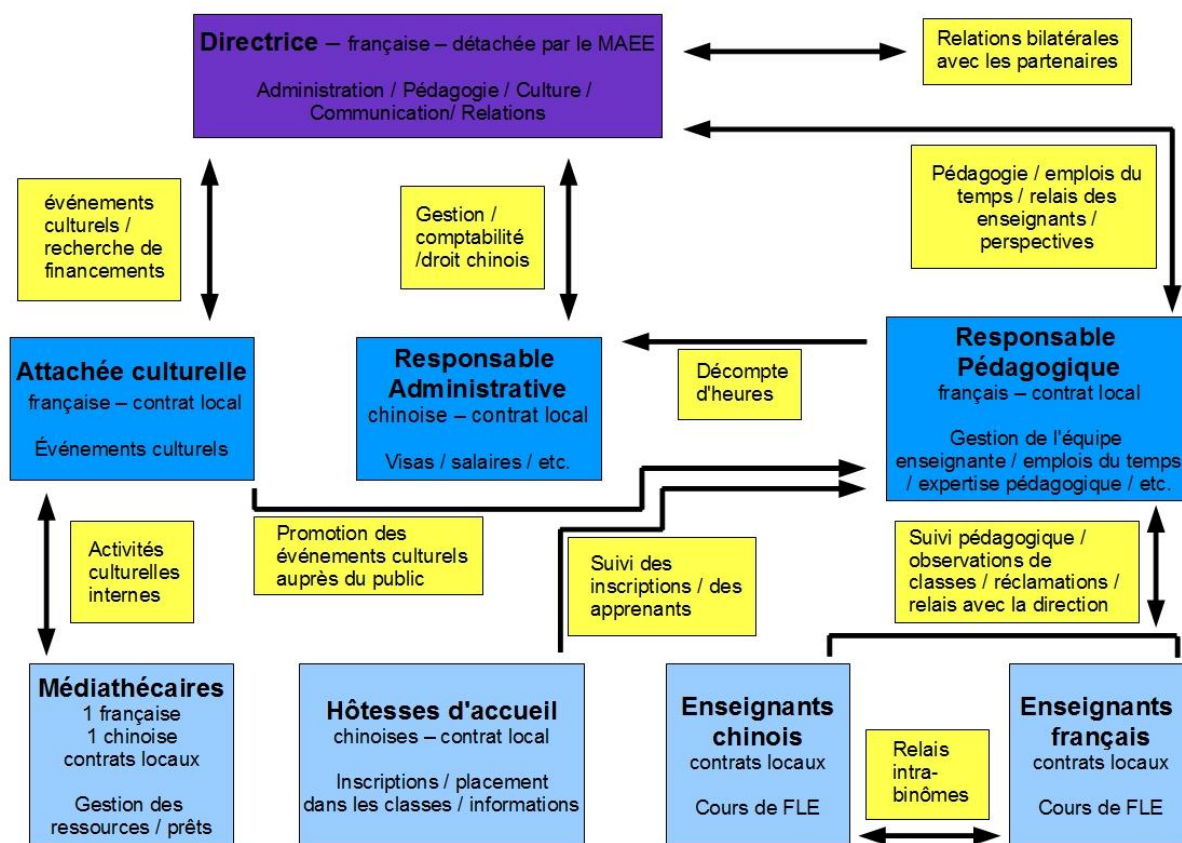 Directrice – française – détachée par le MAEE
Administration / Pédagogie / Culture /
Communication/ Relations
Relations bilatérales
avec les partenaires
événements
culturels /
recherche de
financements
Gestion /
comptabilité
/droit chinois
Pédagogie / emplois du
temps / relais des
enseignants /
perspectives
Attachée culturelle
française – contrat local
Événements culturels
Responsable
Administrative
chinoise – contrat local
Visas / salaires / etc.
Décompte
d'heures
Responsable
Pédagogique
français – contrat local
Gestion de l'équipe
enseignante / emplois du temps
/ expertise pédagogique / etc.
Activités
culturelles
internes
Promotion des
événements culturels
auprès du public
Suivi des
inscriptions / des
apprenants
Suivi pédagogique /
observations de
classes / réclamations /
relais avec la direction
Médiathécaires
1 française
1 chinoise
contrats locaux
Gestion des
ressources / prêts
Hôtesses d'accueil
chinoises – contrat local
Inscriptions / placement
dans les classes / informations
Enseignants
chinois
contrats locaux
Cours de FLE
Relais
intra-
binômes
Enseignants
français
contrats locaux
Cours de FLE